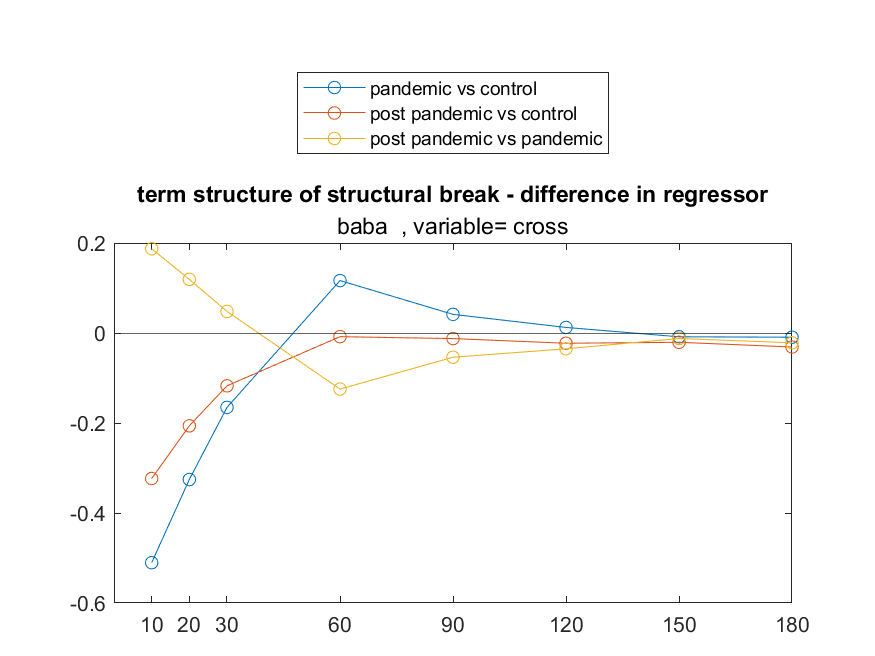 pandemic vs control
post pandemic vs control
post pandemic vs pandemic
term structure of structural break - difference in regressor
baba  , variable= cross
0.2
0
-0.2
-0.4
-0.6
10 20 30 60 90 120 150 180